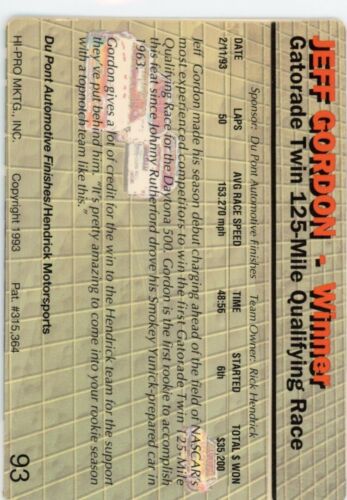 JEFF GORDON - Winner
Gatorade Twin 125-Mile Qualifying Race
Sponsor: Du Pont Automotive Finishes Team Owner: Rick Hendrick
DATE LAPS AVG RACE SPEED TIME STARTED TOTAL $ WON
2/11/93 50 153.270 mph 48:56 6th $35,200
Jeff Gordon made his season debut charging ahead of the field of NASCAR's
most experienced competitors to win the first Gatorade Twin 125-Mile
Qualifying Race for the Daytona 500. Gordon is the first rookie to accomplish
this feat since Johnny Rutherford drove his Smokey Yunick-prepared car in
1963.
Gordon gives a lot of credit for the win to the Hendrick team for the support
they've put behind him. "It's pretty amazing to come into your rookie season
with a topnotch team like this."
Du Pont Automotive Finishes/Hendrick Motorsports
HI-PRO MKTG., INC. Copyright 1993 Pat. #315,364
93